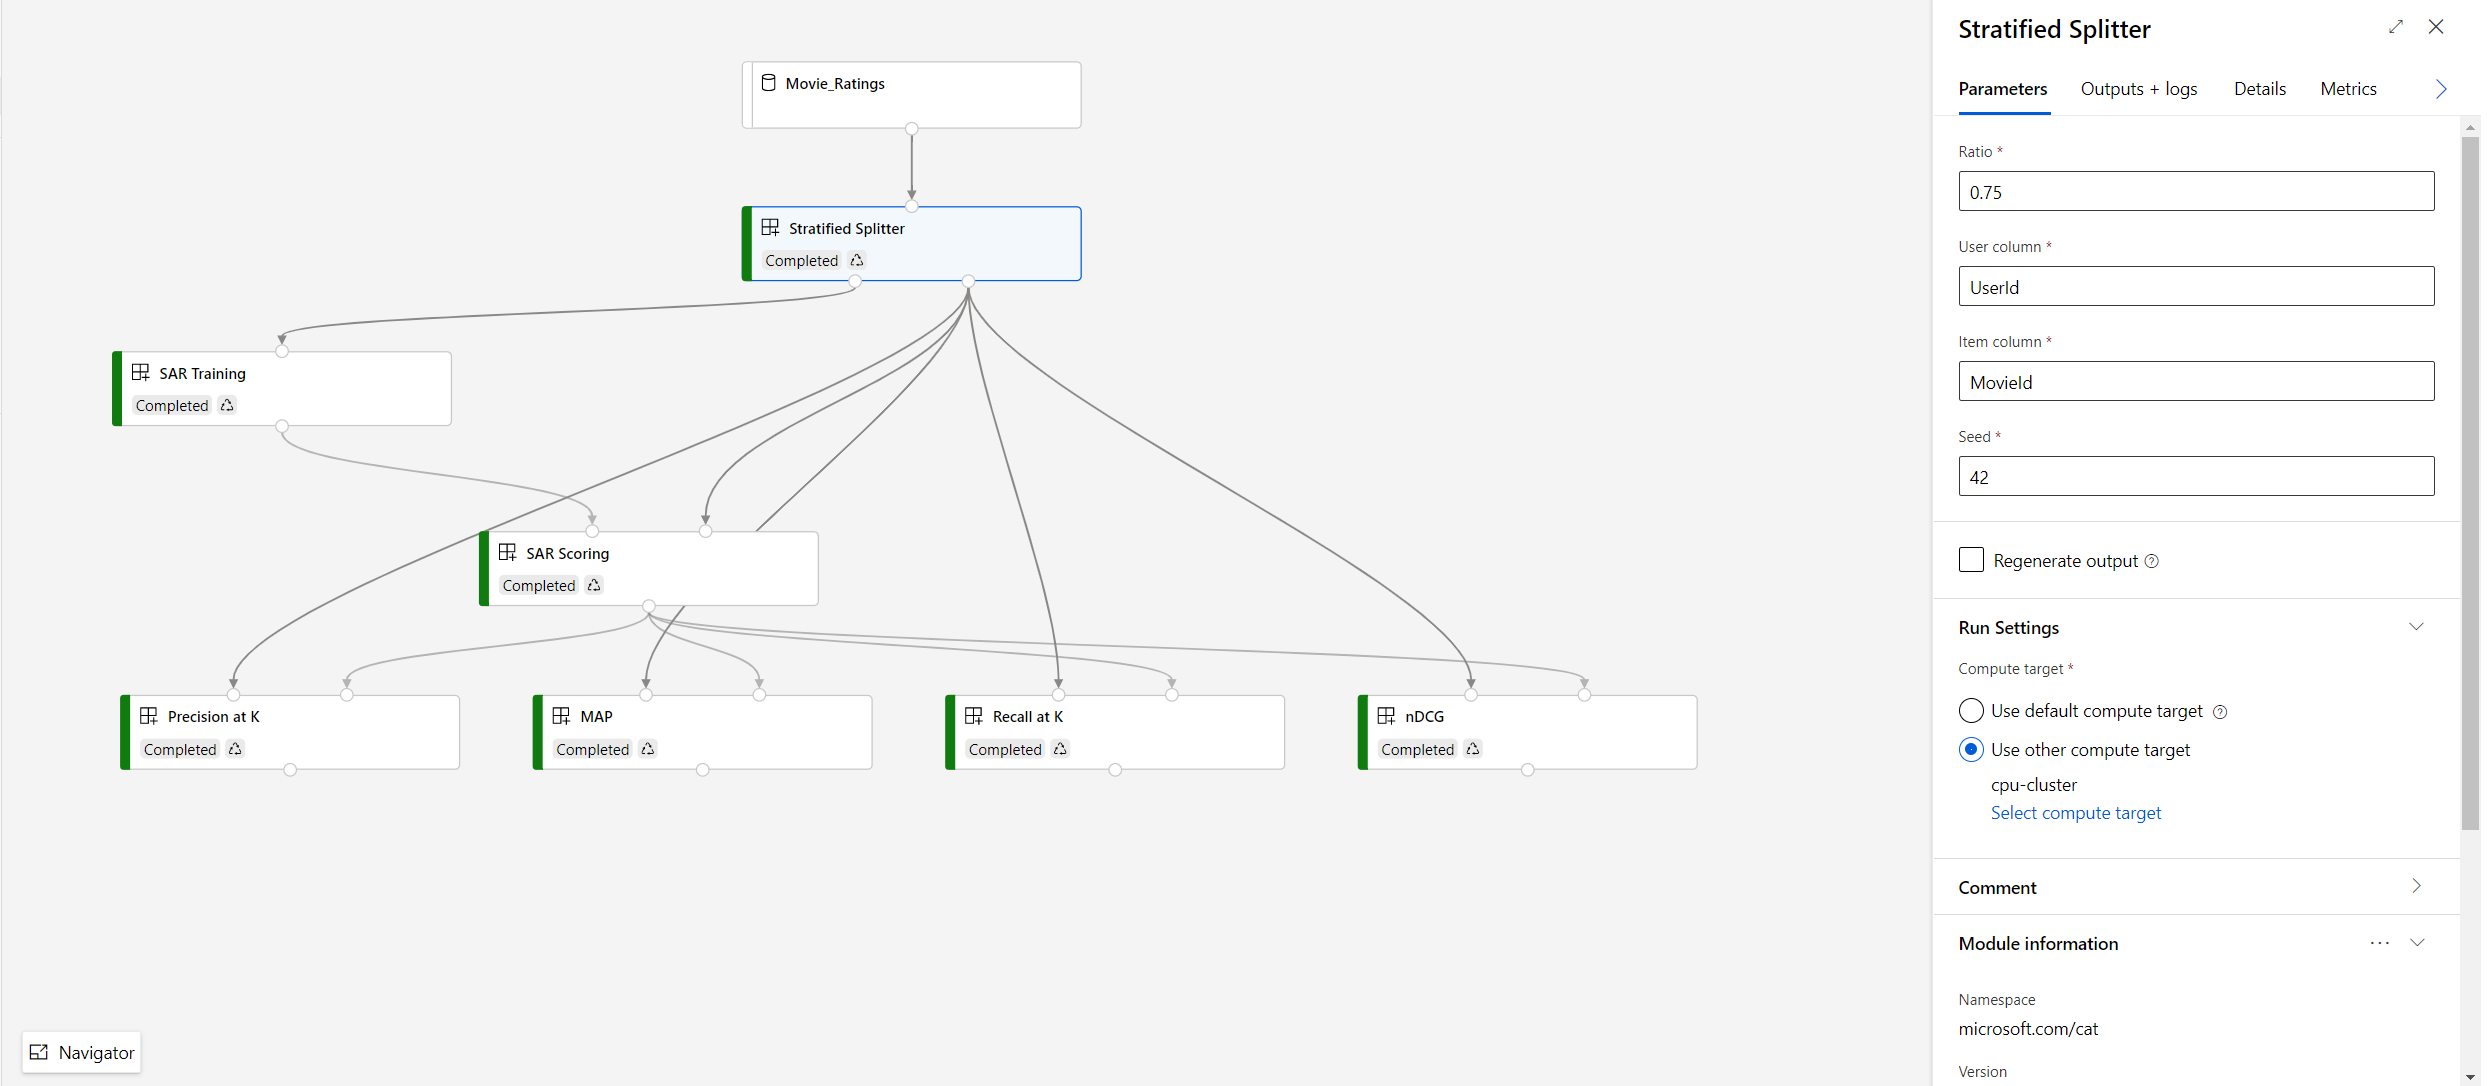 Movie_Ratings
Stratified Splitter
Completed
SAR Training
Completed
SAR Scoring
Completed
Precision at K
Completed
MAP
Completed
Recall at K
Completed
nDCG
Completed
Navigator
Stratified Splitter
Parameters Outputs + logs Details Metrics
Ratio *
0.75
User column *
UserId
Item column *
MovieId
Seed *
42
Regenerate output
Run Settings
Compute target *
Use default compute target
Use other compute target
cpu-cluster
Select compute target
Comment
Module information ...
Namespace
microsoft.com/cat
Version